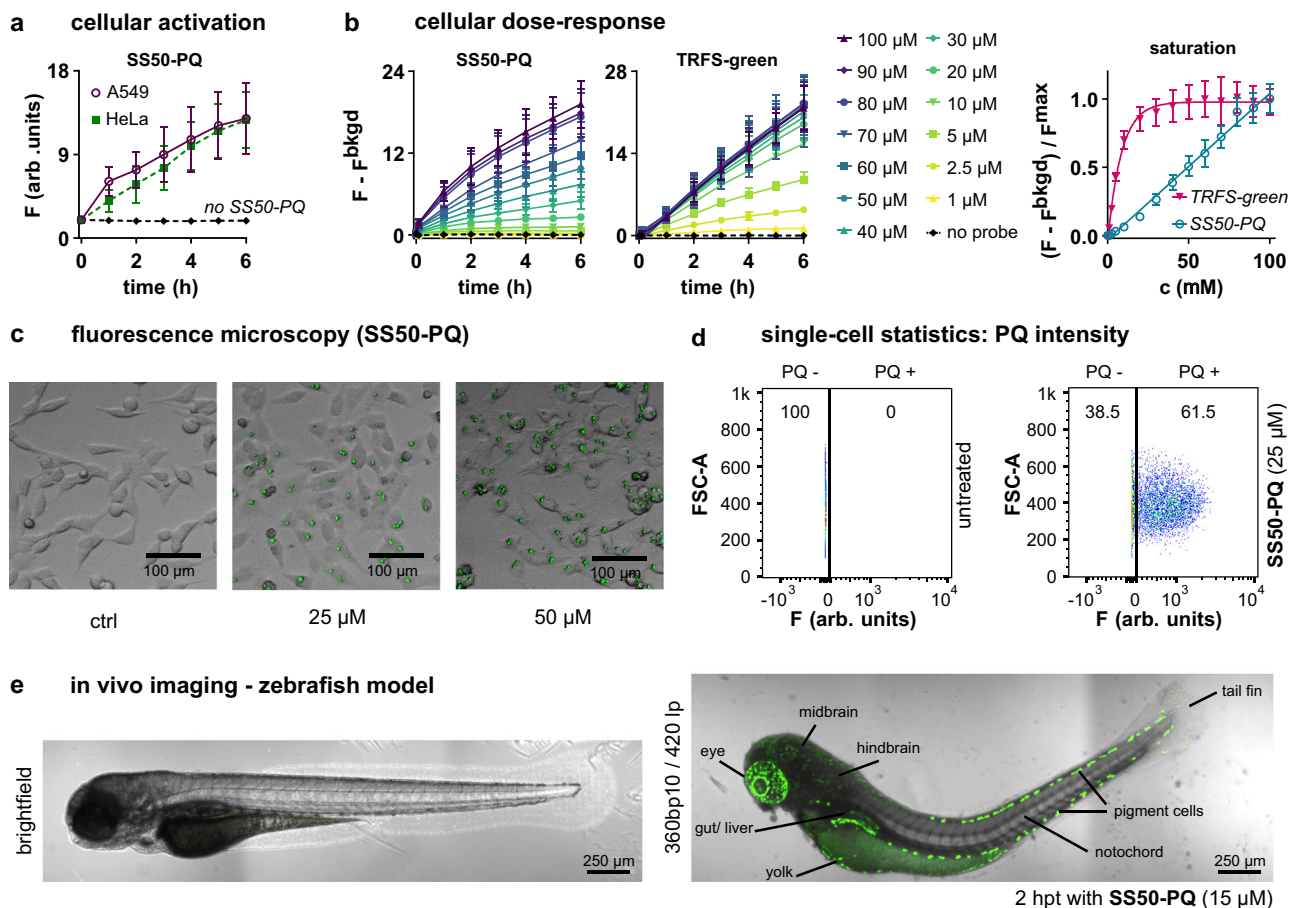 a cellular activation
SS50-PQ
F (arb .units)
18
9
0
A549
HeLa
no SS50-PQ
0 1 2 3 4 5 6
time (h)
b cellular dose-response
SS50-PQ
F - F^bkgd
24
12
0
0 1 2 3 4 5 6
time (h)
TRFS-green
28
14
0
0 1 2 3 4 5 6
time (h)
100 µM
90 µM
80 µM
70 µM
60 µM
50 µM
40 µM
30 µM
20 µM
10 µM
5 µM
2.5 µM
1 µM
no probe
saturation
(F - F^bkgd) / F^max
1.0
0.5
0.0
TRFS-green
SS50-PQ
0 50 100
c (mM)
c fluorescence microscopy (SS50-PQ)
100 µm
100 µm
100 µm
ctrl
25 µM
50 µM
d single-cell statistics: PQ intensity
PQ - PQ +
FSC-A
1k
800
600
400
200
0
100 0
untreated
-10^3 0 10^3 10^4
F (arb. units)
PQ - PQ +
FSC-A
1k
800
600
400
200
0
38.5 61.5
SS50-PQ (25 µM)
-10^3 0 10^3 10^4
F (arb. units)
e in vivo imaging - zebrafish model
brightfield
250 µm
360bp10 / 420 lp
midbrain
eye
hindbrain
tail fin
gut/ liver
pigment cells
notochord
yolk
250 µm
2 hpt with SS50-PQ (15 µM)